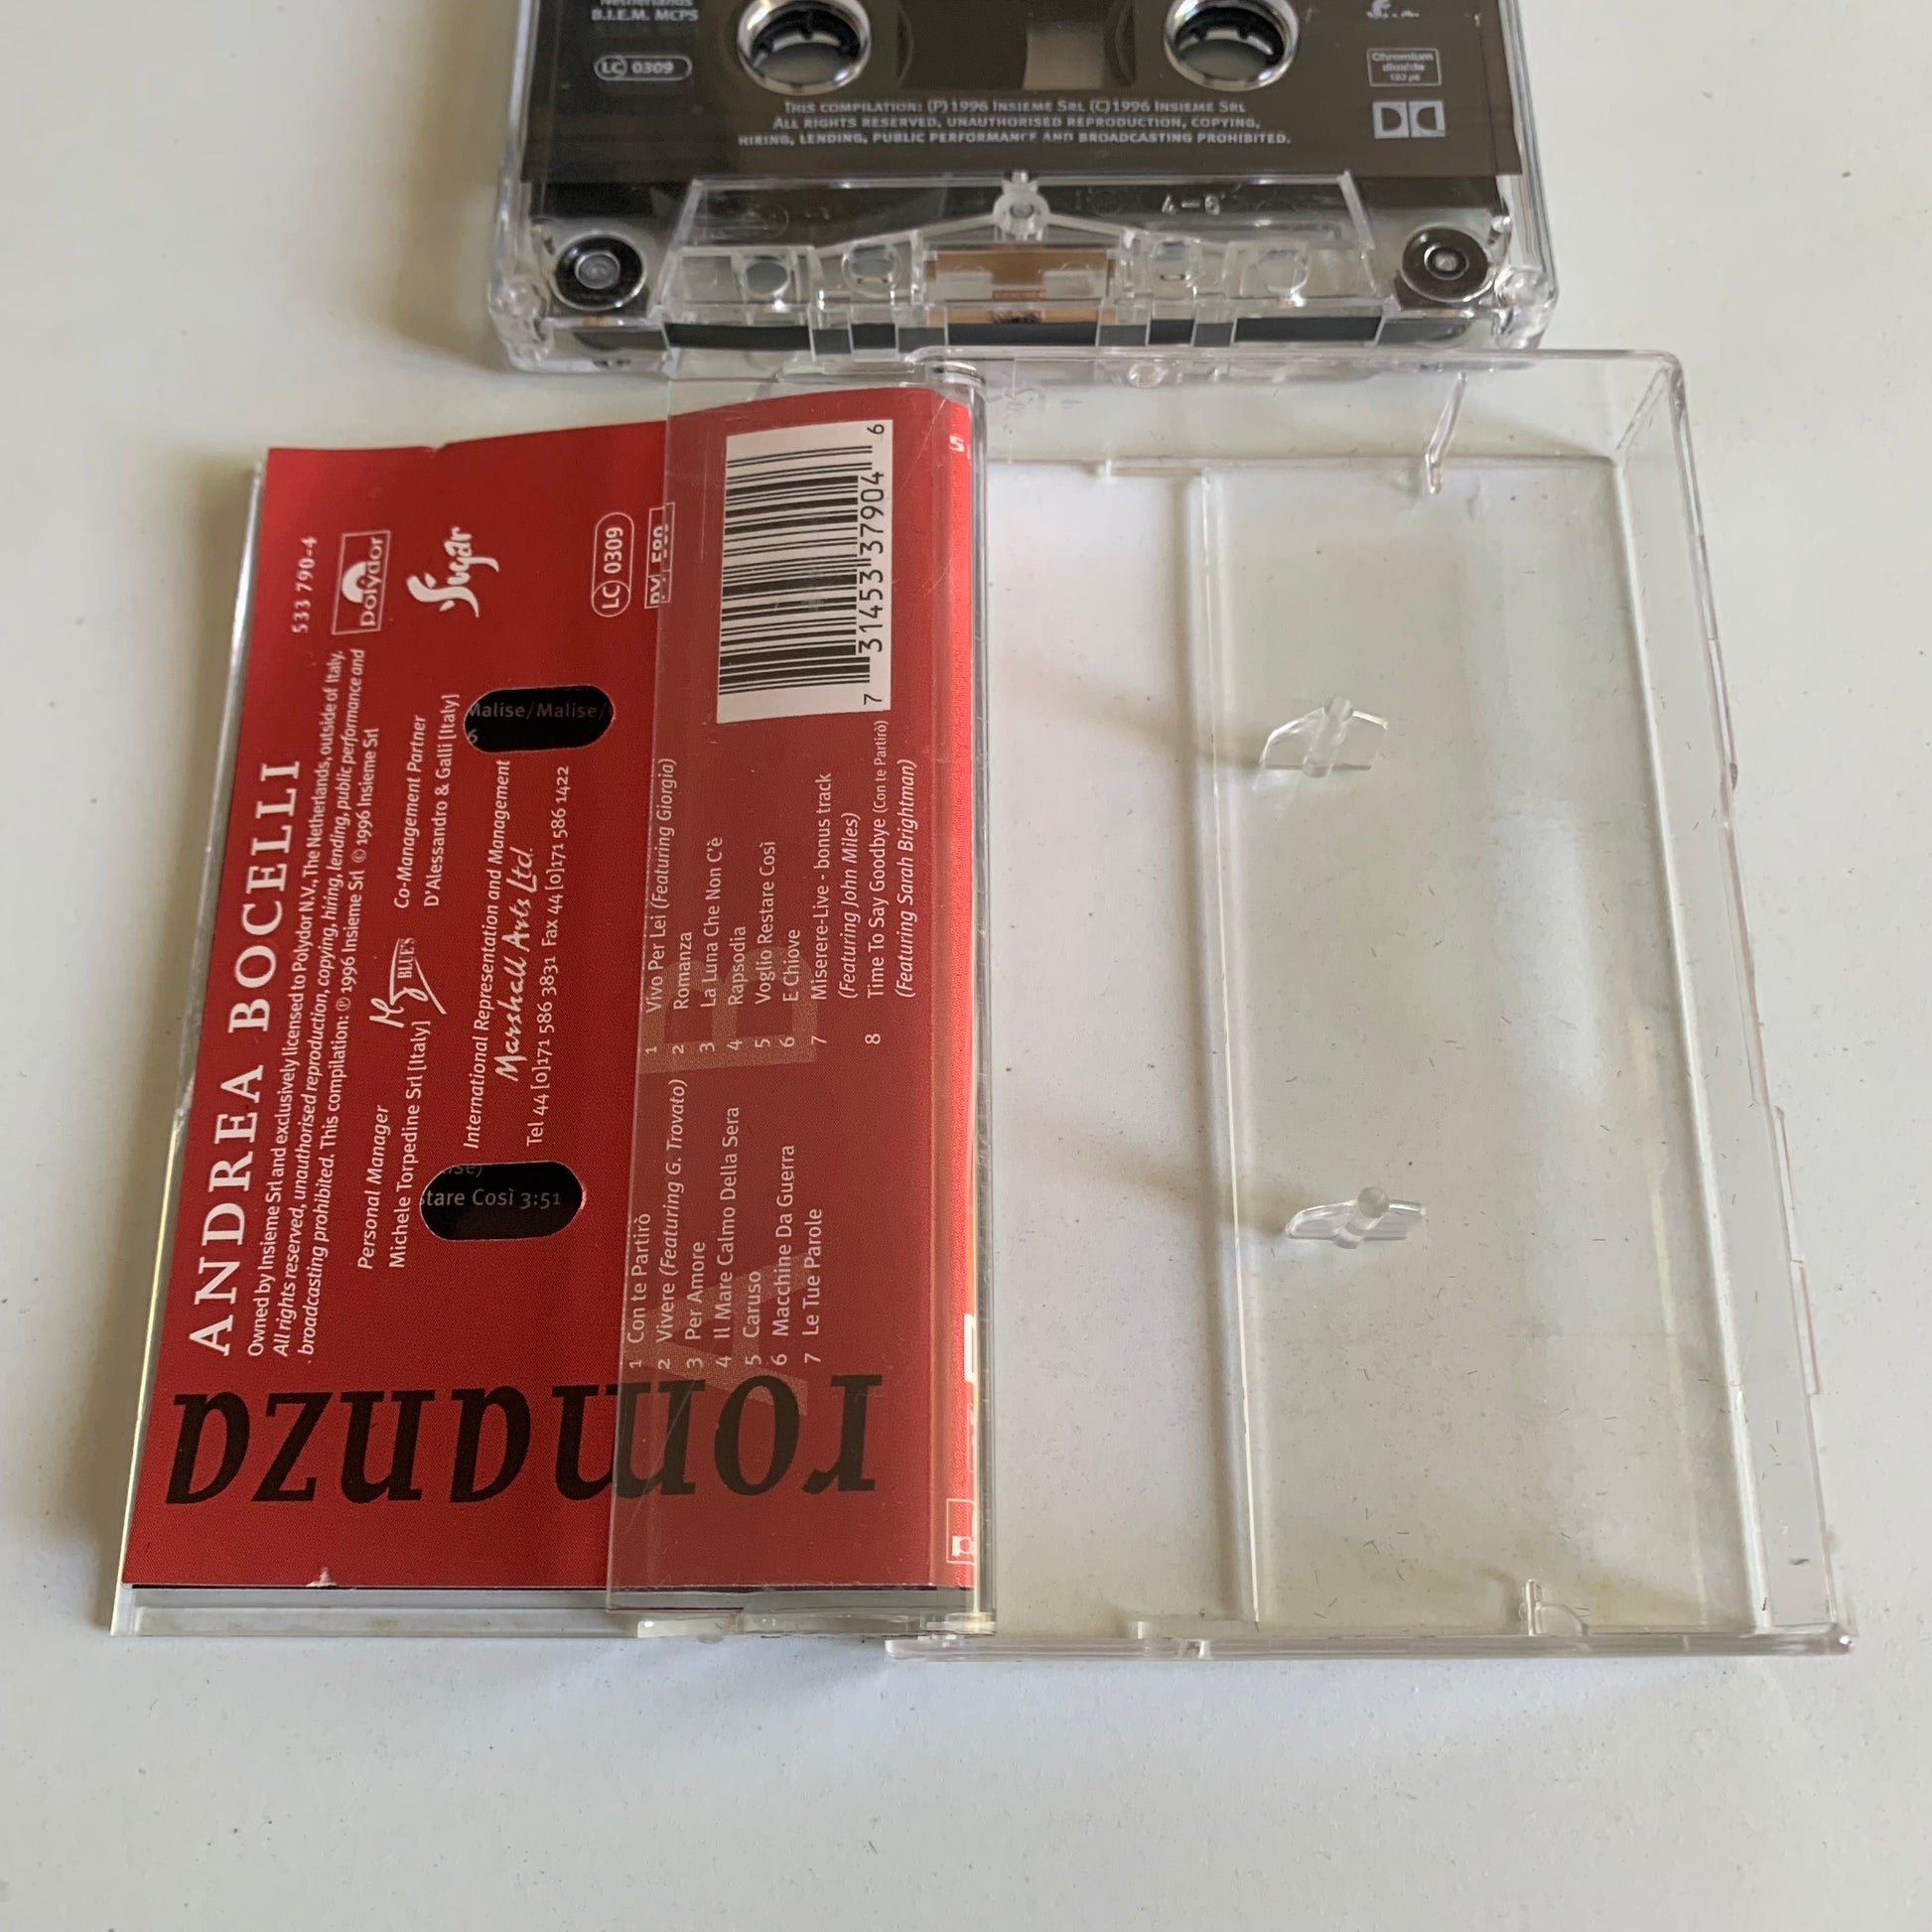 Netherlands
B.I.E.M. MCPS
LC 0309
Chromium
dioxide
THIS COMPILATION: (P) 1996 INSIEME SRL (C) 1996 INSIEME SRL
ALL RIGHTS RESERVED, UNAUTHORISED REPRODUCTION, COPYING,
HIRING, LENDING, PUBLIC PERFORMANCE AND BROADCASTING PROHIBITED.
4-6
ANDREA BOCELLI
romanza
533 790-4
Polydor
Sugar
LC 0309
Owned by Insieme Srl and exclusively licensed to Polydor N.V., The Netherlands, outside of Italy.
All rights reserved, unauthorised reproduction, copying, hiring, lending, public performance and
broadcasting prohibited. This compilation: ℗ 1996 Insieme Srl © 1996 Insieme Srl
Personal Manager
Michele Torpedine Srl [Italy]
BLUES
Co-Management Partner
D'Alessandro & Galli [Italy]
International Representation and Management
Marshall Arts Ltd.
Tel 44 [0]171 586 3831 Fax 44 [0]171 586 1422
Malise/Malise/
6
tare Così 3:51
A
1 Con te Partirò
2 Vivere (Featuring G. Trovato)
3 Per Amore
4 Il Mare Calmo Della Sera
5 Caruso
6 Macchine Da Guerra
7 Le Tue Parole
B
1 Vivo Per Lei (Featuring Giorgia)
2 Romanza
3 La Luna Che Non C'è
4 Rapsodia
5 Voglio Restare Così
6 E Chiove
7 Miserere-Live - bonus track
(Featuring John Miles)
8 Time To Say Goodbye (Con te Partirò)
(Featuring Sarah Brightman)
7 31453 37904 6